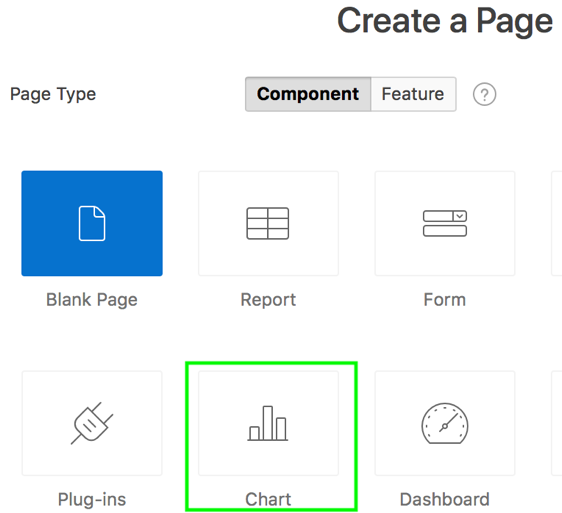 Create a Page
Page Type
Component Feature ?
Blank Page Report Form
Plug-ins Chart Dashboard